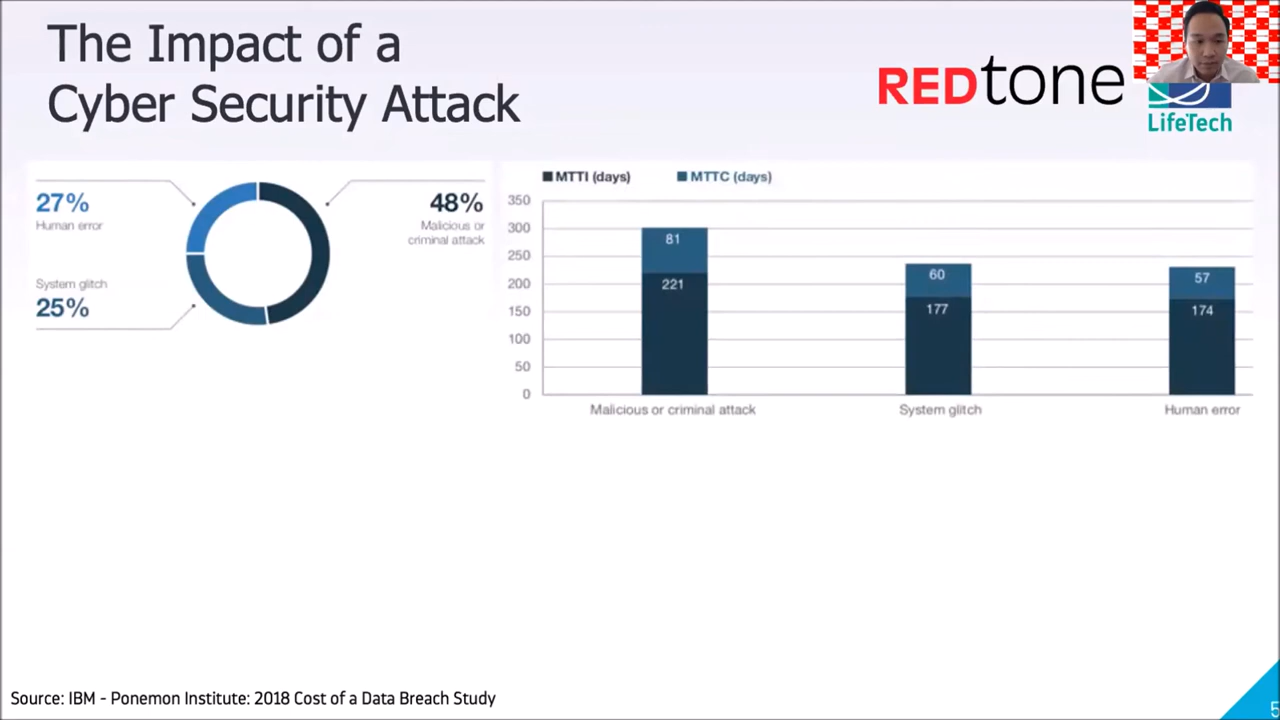 The Impact of a
Cyber Security Attack
REDtone
LifeTech
27%
Human error
System glitch
25%
48%
Malicious or
criminal attack
MTTI (days)
MTTC (days)
350
300
250
200
150
100
50
0
81
221
60
177
57
174
Malicious or criminal attack
System glitch
Human error
Source: IBM - Ponemon Institute: 2018 Cost of a Data Breach Study
5